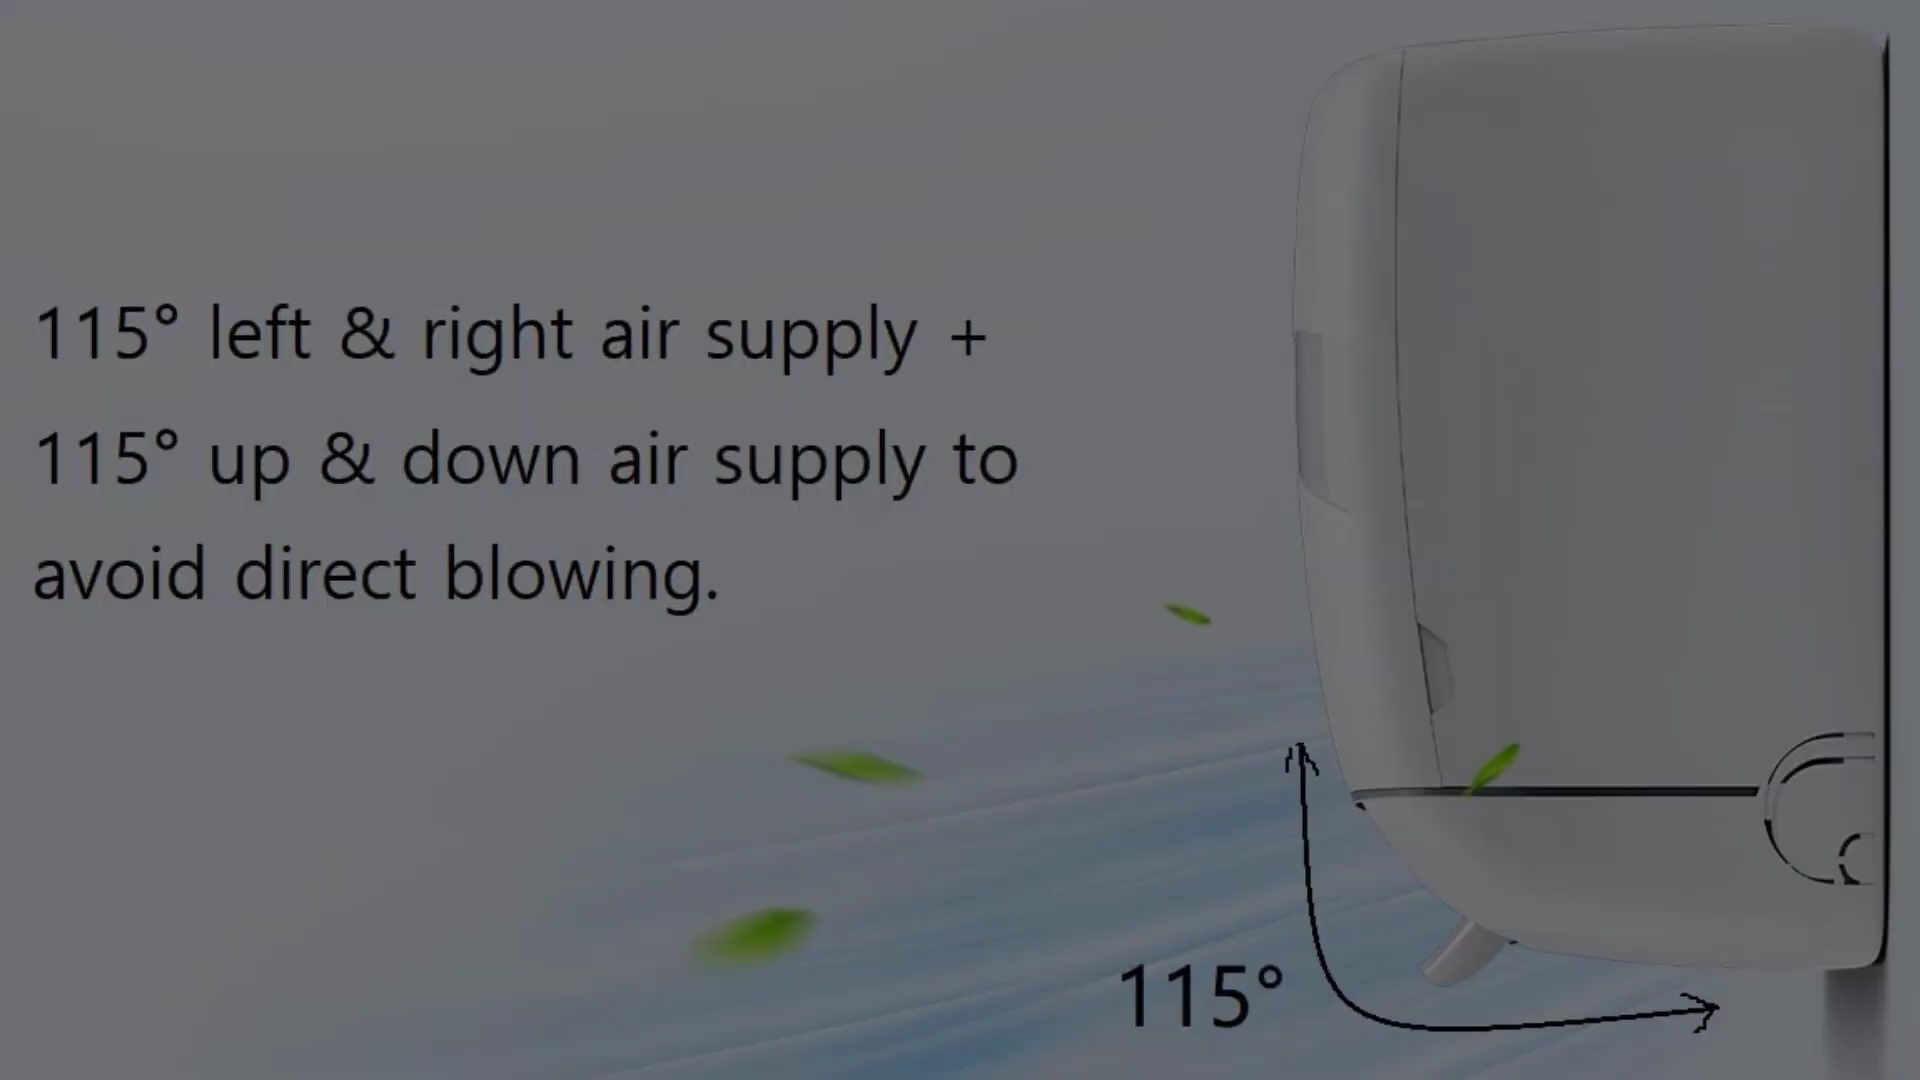 115° left & right air supply +
115° up & down air supply to
avoid direct blowing.
115°